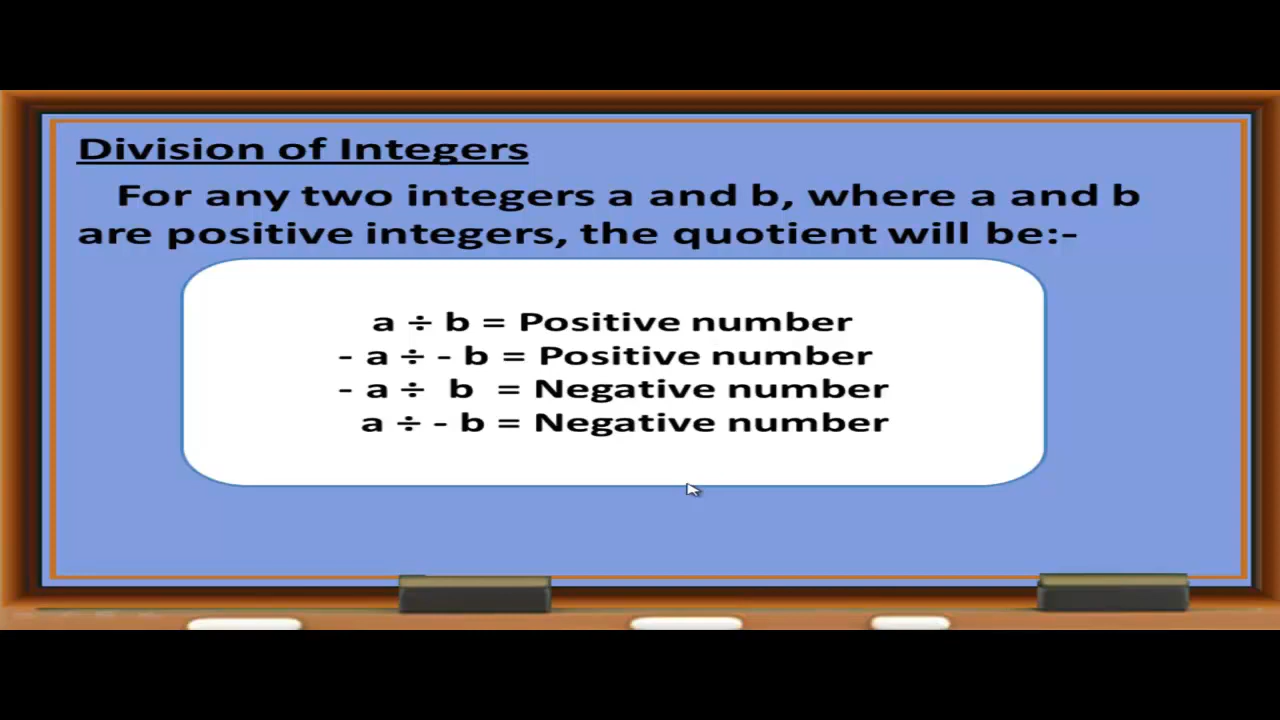 Division of Integers
For any two integers a and b, where a and b
are positive integers, the quotient will be:-
a ÷ b = Positive number
- a ÷ - b = Positive number
- a ÷ b = Negative number
a ÷ - b = Negative number